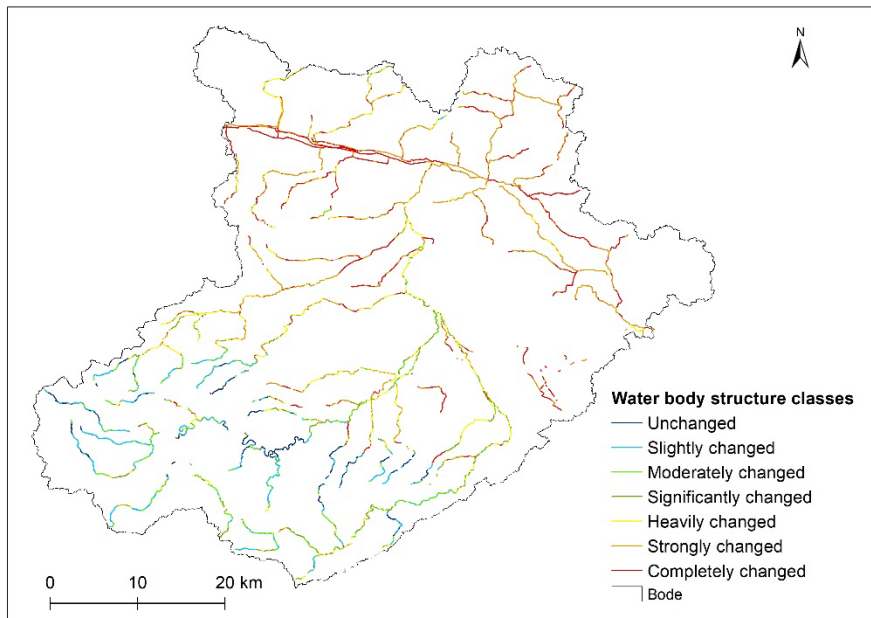 N
Water body structure classes
Unchanged
Slightly changed
Moderately changed
Significantly changed
Heavily changed
Strongly changed
Completely changed
Bode
0 10 20 km